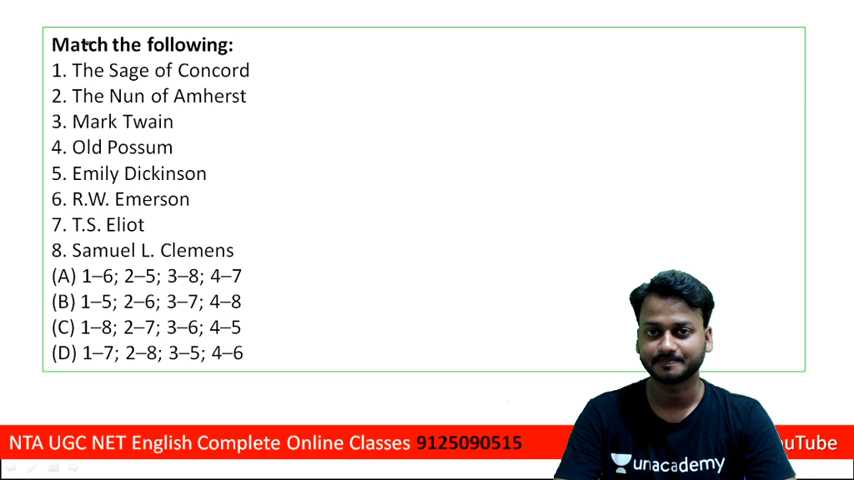 Match the following:
1. The Sage of Concord
2. The Nun of Amherst
3. Mark Twain
4. Old Possum
5. Emily Dickinson
6. R.W. Emerson
7. T.S. Eliot
8. Samuel L. Clemens
(A) 1–6; 2–5; 3–8; 4–7
(B) 1–5; 2–6; 3–7; 4–8
(C) 1–8; 2–7; 3–6; 4–5
(D) 1–7; 2–8; 3–5; 4–6
NTA UGC NET English Complete Online Classes 9125090515
uTube
unacademy